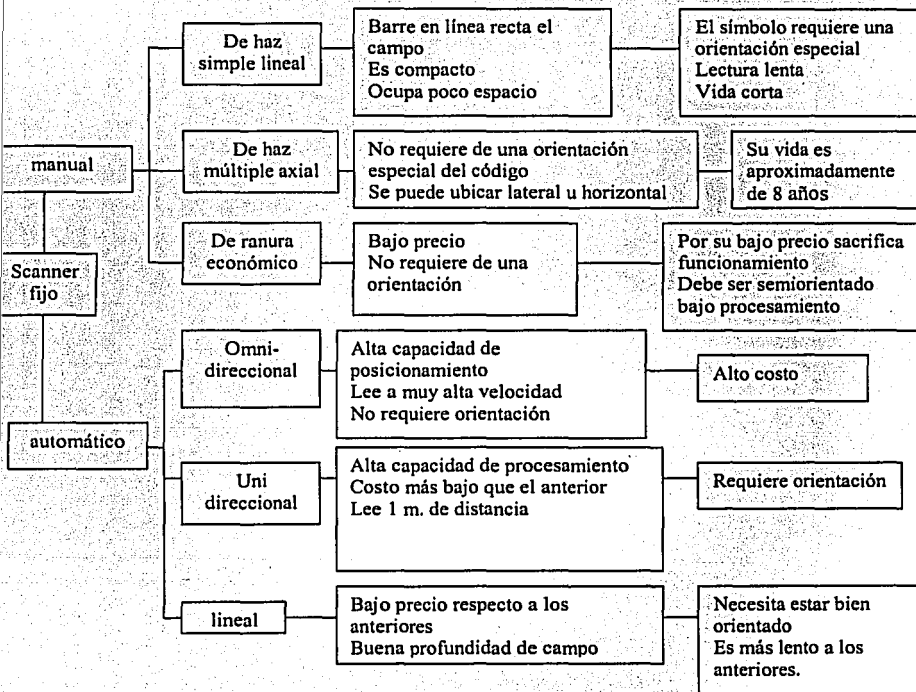 De haz
simple lineal
Barre en línea recta el
campo
Es compacto
Ocupa poco espacio
El símbolo requiere una
orientación especial
Lectura lenta
Vida corta
manual
De haz
múltiple axial
No requiere de una orientación
especial del código
Se puede ubicar lateral u horizontal
Su vida es
aproximadamente
de 8 años
De ranura
económico
Bajo precio
No requiere de una
orientación
Por su bajo precio sacrifica
funcionamiento
Debe ser semiorientado
bajo procesamiento
Scanner
fijo
Omni-
direccional
Alta capacidad de
posicionamiento
Lee a muy alta velocidad
No requiere orientación
Alto costo
automático
Uni
direccional
Alta capacidad de procesamiento
Costo más bajo que el anterior
Lee 1 m. de distancia
Requiere orientación
lineal
Bajo precio respecto a los
anteriores
Buena profundidad de campo
Necesita estar bien
orientado
Es más lento a los
anteriores.